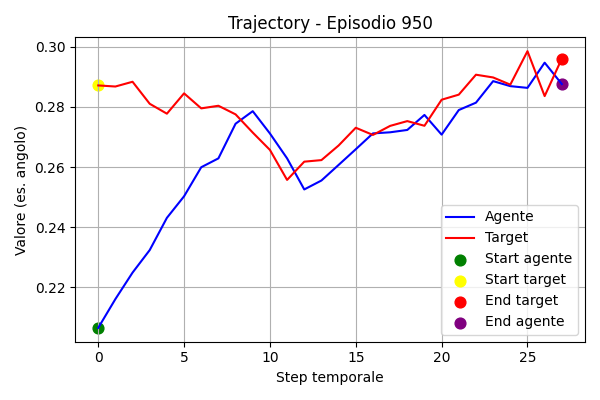 Trajectory - Episodio 950
Valore (es. angolo)
0.30
0.28
0.26
0.24
0.22
0
5
10
15
20
25
Step temporale
Agente
Target
Start agente
Start target
End target
End agente